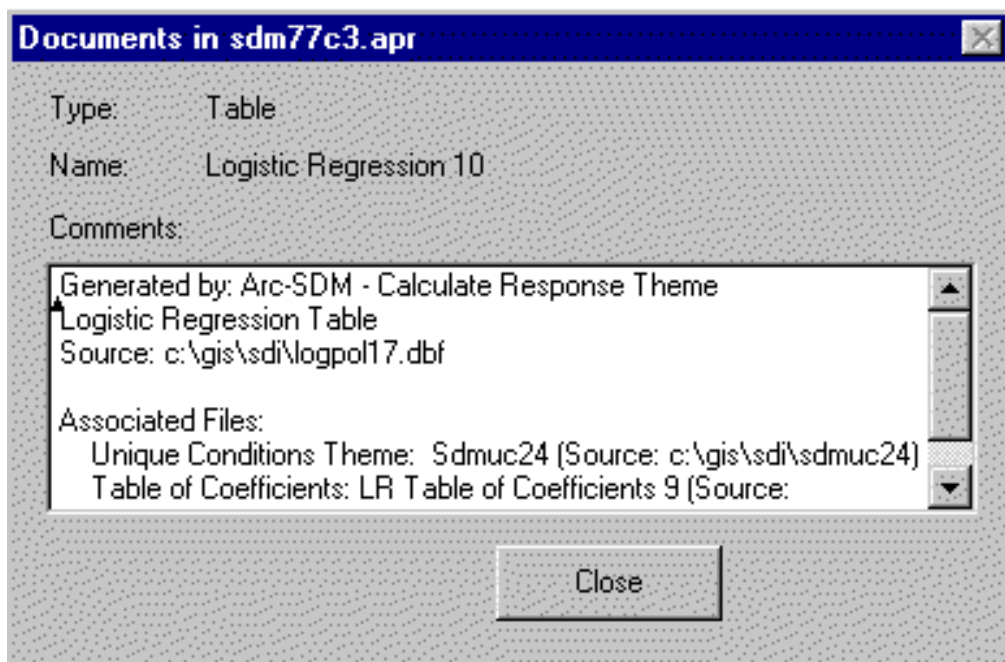 Documents in sdm77c3.apr
Type: Table
Name: Logistic Regression 10
Comments:
Generated by: Arc-SDM - Calculate Response Theme
Logistic Regression Table
Source: c:\gis\sdi\logpol17.dbf
Associated Files:
Unique Conditions Theme:  Sdmuc24 (Source: c:\gis\sdi\sdmuc24)
Table of Coefficients: LR Table of Coefficients 9 (Source:
Close